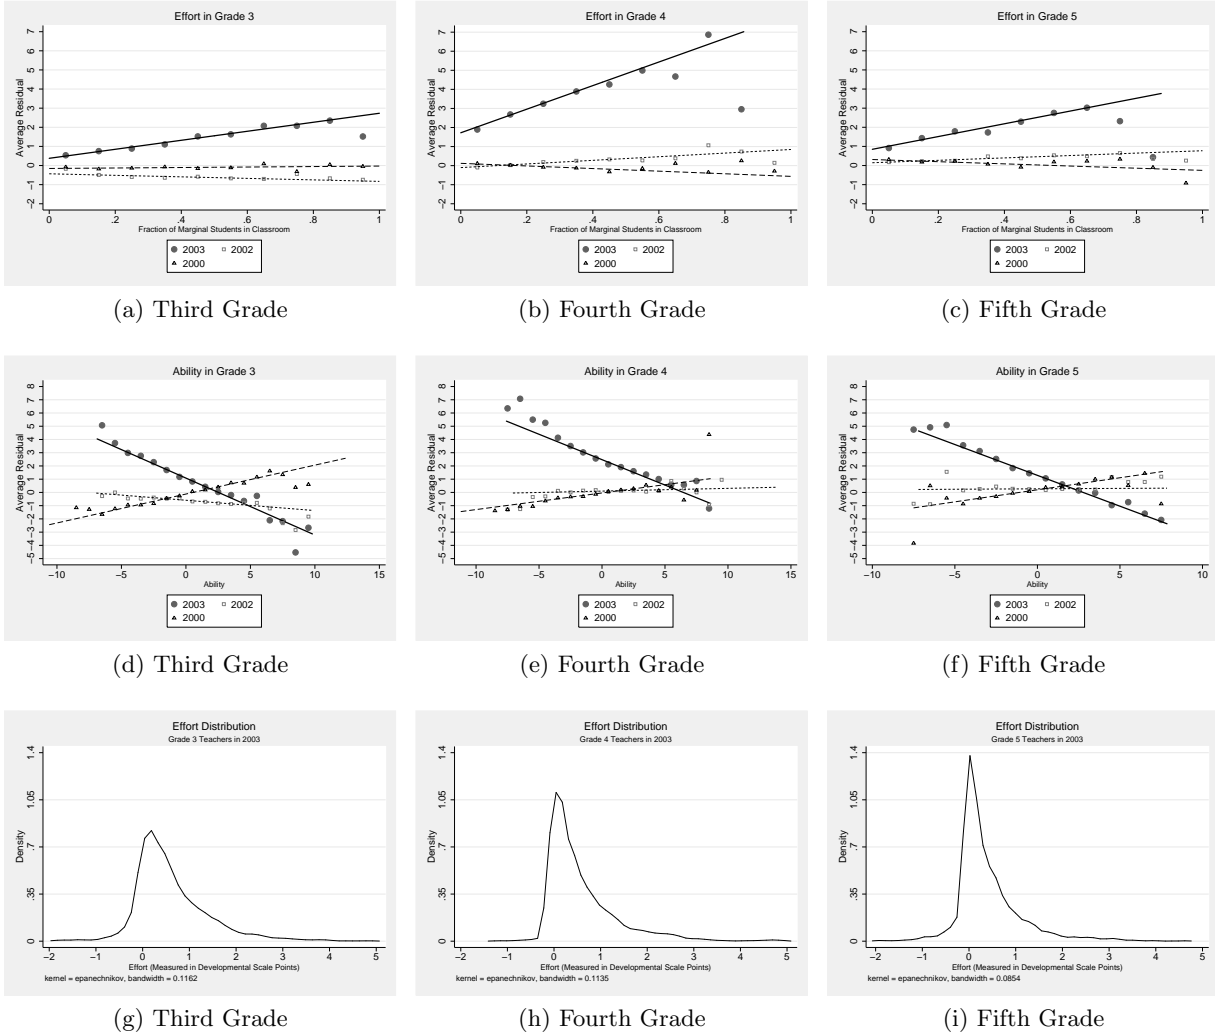 Effort in Grade 3
Average Residual
7
6
5
4
3
2
1
0
−1
−2
0 .2 .4 .6 .8 1
Fraction of Marginal Students in Classroom
2003 2002
2000
(a) Third Grade
Effort in Grade 4
Average Residual
7
6
5
4
3
2
1
0
−1
−2
0 .2 .4 .6 .8 1
Fraction of Marginal Students in Classroom
2003 2002
2000
(b) Fourth Grade
Effort in Grade 5
Average Residual
7
6
5
4
3
2
1
0
−1
−2
0 .2 .4 .6 .8 1
Fraction of Marginal Students in Classroom
2003 2002
2000
(c) Fifth Grade
Ability in Grade 3
Average Residual
8
7
6
5
4
3
2
1
0
−1
−2
−3
−4
−5
−10 −5 0 5 10 15
Ability
2003 2002
2000
(d) Third Grade
Ability in Grade 4
Average Residual
8
7
6
5
4
3
2
1
0
−1
−2
−3
−4
−5
−10 −5 0 5 10 15
Ability
2003 2002
2000
(e) Fourth Grade
Ability in Grade 5
Average Residual
8
7
6
5
4
3
2
1
0
−1
−2
−3
−4
−5
−10 −5 0 5 10
Ability
2003 2002
2000
(f) Fifth Grade
Effort Distribution
Grade 3 Teachers in 2003
Density
1.4
1.05
.7
.35
0
−2 −1 0 1 2 3 4 5
Effort (Measured in Developmental Scale Points)
kernel = epanechnikov, bandwidth = 0.1162
(g) Third Grade
Effort Distribution
Grade 4 Teachers in 2003
Density
1.4
1.05
.7
.35
0
−2 −1 0 1 2 3 4 5
Effort (Measured in Developmental Scale Points)
kernel = epanechnikov, bandwidth = 0.1135
(h) Fourth Grade
Effort Distribution
Grade 5 Teachers in 2003
Density
1.4
1.05
.7
.35
0
−2 −1 0 1 2 3 4 5
Effort (Measured in Developmental Scale Points)
kernel = epanechnikov, bandwidth = 0.0854
(i) Fifth Grade